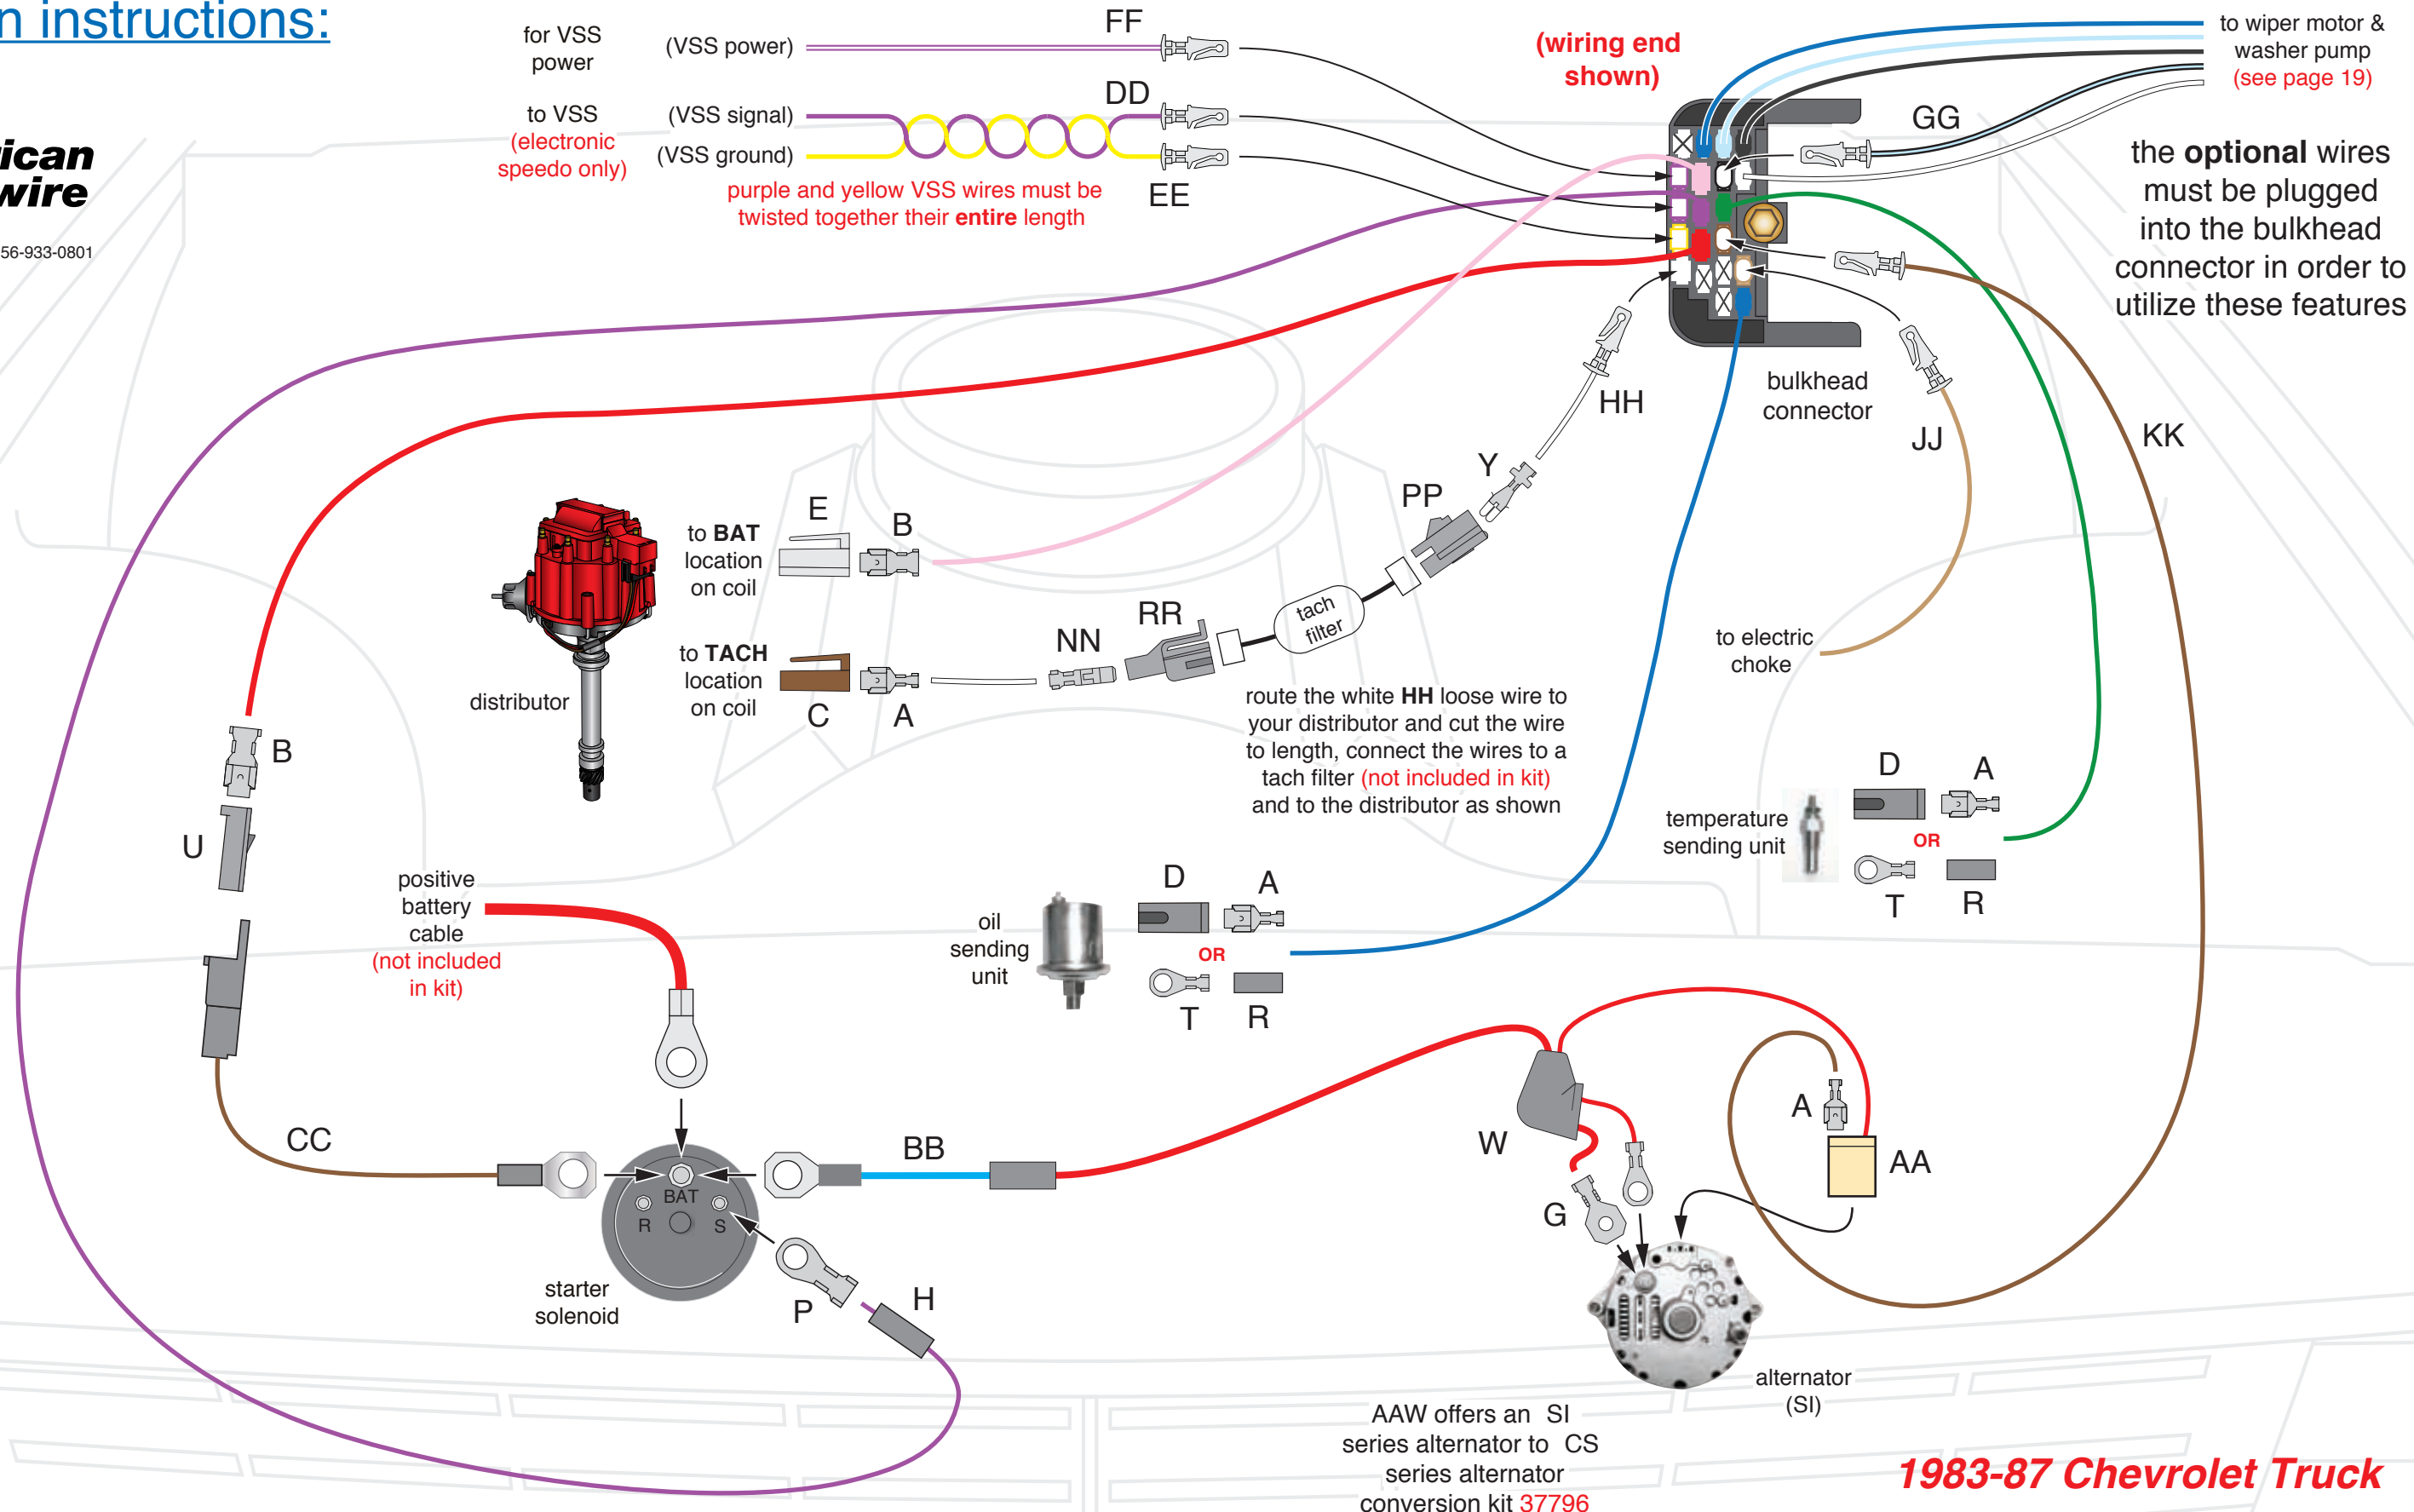 n instructions:
ican
wire
56-933-0801
for VSS
power
(VSS power)
FF
to VSS
(electronic
speedo only)
(VSS signal)
DD
(VSS ground)
EE
purple and yellow VSS wires must be
twisted together their entire length
(wiring end
shown)
to wiper motor &
washer pump
(see page 19)
GG
the optional wires
must be plugged
into the bulkhead
connector in order to
utilize these features
bulkhead
connector
HH
JJ
KK
Y
PP
tach
filter
RR
NN
to BAT
location
on coil
E
B
to TACH
location
on coil
C
A
distributor
to electric
choke
route the white HH loose wire to
your distributor and cut the wire
to length, connect the wires to a
tach filter (not included in kit)
and to the distributor as shown
B
U
positive
battery
cable
(not included
in kit)
temperature
sending unit
D
A
OR
T
R
oil
sending
unit
D
A
OR
T
R
CC
BB
BAT
R
S
starter
solenoid
P
H
W
G
A
AA
alternator
(SI)
AAW offers an SI
series alternator to CS
series alternator
conversion kit 37796
1983-87 Chevrolet Truck